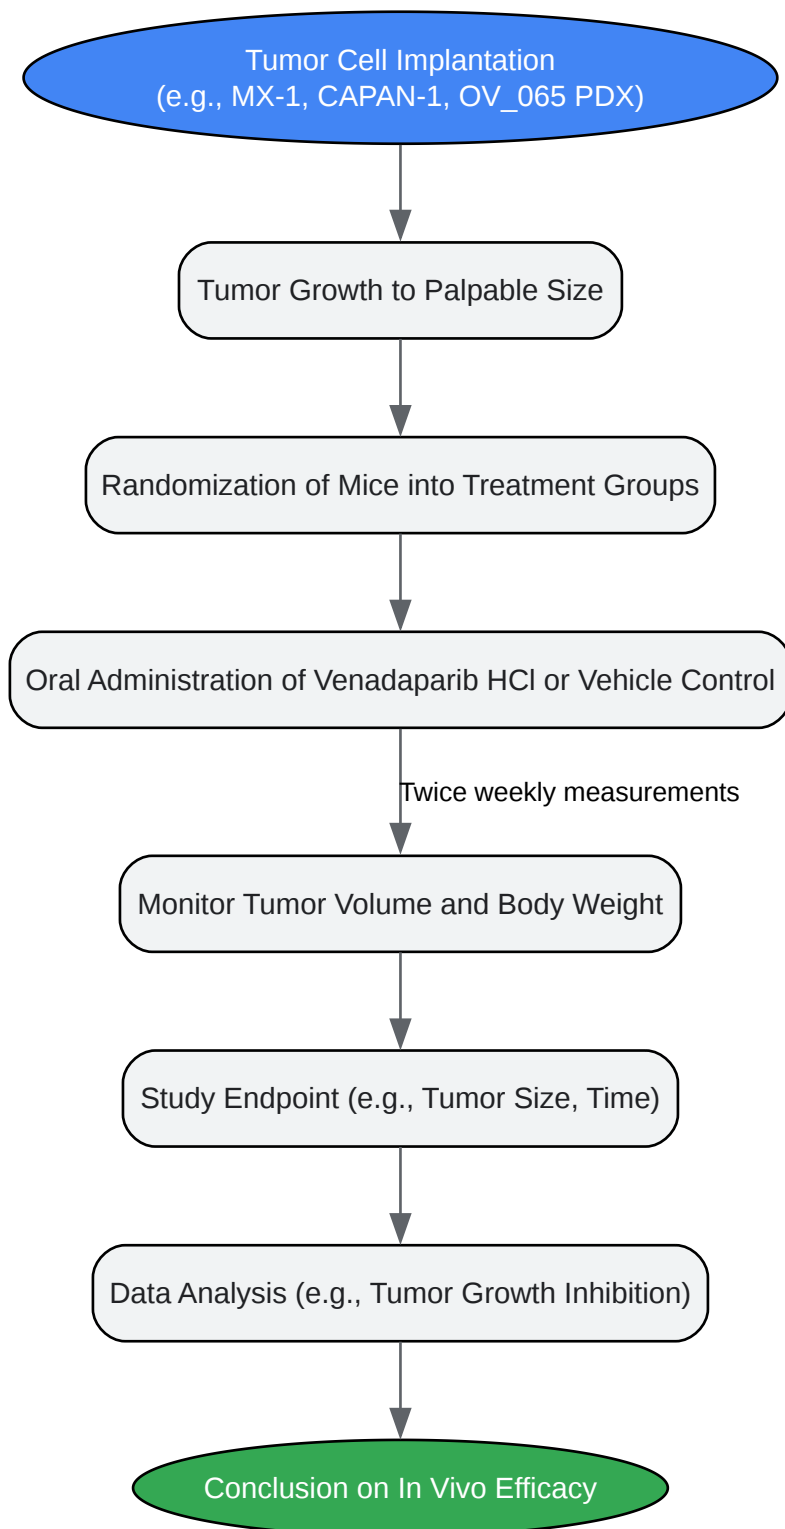 Tumor Cell Implantation
(e.g., MX-1, CAPAN-1, OV_065 PDX)
Tumor Growth to Palpable Size
Randomization of Mice into Treatment Groups
Oral Administration of Venadaparib HCl or Vehicle Control
Twice weekly measurements
Monitor Tumor Volume and Body Weight
Study Endpoint (e.g., Tumor Size, Time)
Data Analysis (e.g., Tumor Growth Inhibition)
Conclusion on In Vivo Efficacy